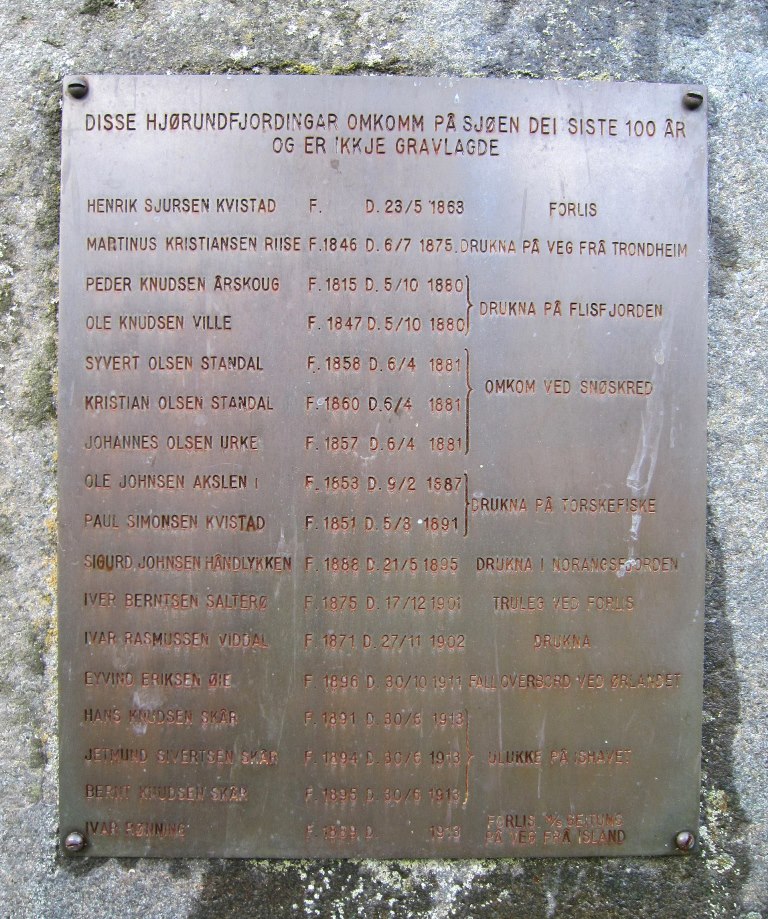 DISSE HJØRUNDFJORDINGAR OMKOMM PÅ SJØEN DEI SISTE 100 ÅR
OG ER IKKJE GRAVLAGDE
HENRIK SJURSEN KVISTAD F. D. 23/5 1863 FORLIS
MARTINUS KRISTIANSEN RIISE F. 1846 D. 6/7 1875. DRUKNA PÅ VEG FRÅ TRONDHEIM
PEDER KNUDSEN ÅRSKOUG F. 1815 D. 5/10 1880
DRUKNA PÅ FLISFJORDEN
OLE KNUDSEN VILLE F. 1847 D. 5/10 1880
SYVERT OLSEN STANDAL F. 1858 D. 6/4 1881
OMKOM VED SNØSKRED
KRISTIAN OLSEN STANDAL F. 1860 D. 6/4 1881
JOHANNES OLSEN URKE F. 1857 D. 6/4 1881
OLE JOHNSEN AKSLEN I F. 1853 D. 9/2 1887
DRUKNA PÅ TORSKEFISKE
PAUL SIMONSEN KVISTAD F. 1851 D. 5/3 1891
SIGURD JOHNSEN HÅNDLYKKEN F. 1888 D. 21/5 1895 DRUKNA I NORANGSFJORDEN
IVER BERNTSEN SALTERØ F. 1875 D. 17/12 1901 TRULEG VED FORLIS
IVAR RASMUSSEN VIDDAL F. 1871 D. 27/11 1902 DRUKNA
EYVIND ERIKSEN ØIE F. 1896 D. 30/10 1911 FALL OVERBORD VED ØRLANDET
HANS KNUDSEN SKÅR F. 1891 D. 30/6 1913
JETMUND SIVERTSEN SKÅR F. 1894 D. 30/6 1913
ULUKKE PÅ ISHAVET
BERNT KNUDSEN SKÅR F. 1895 D. 30/6 1913
IVAR RØNNING F. D. 1913 FORLIS
PÅ VEG FRÅ ISLAND